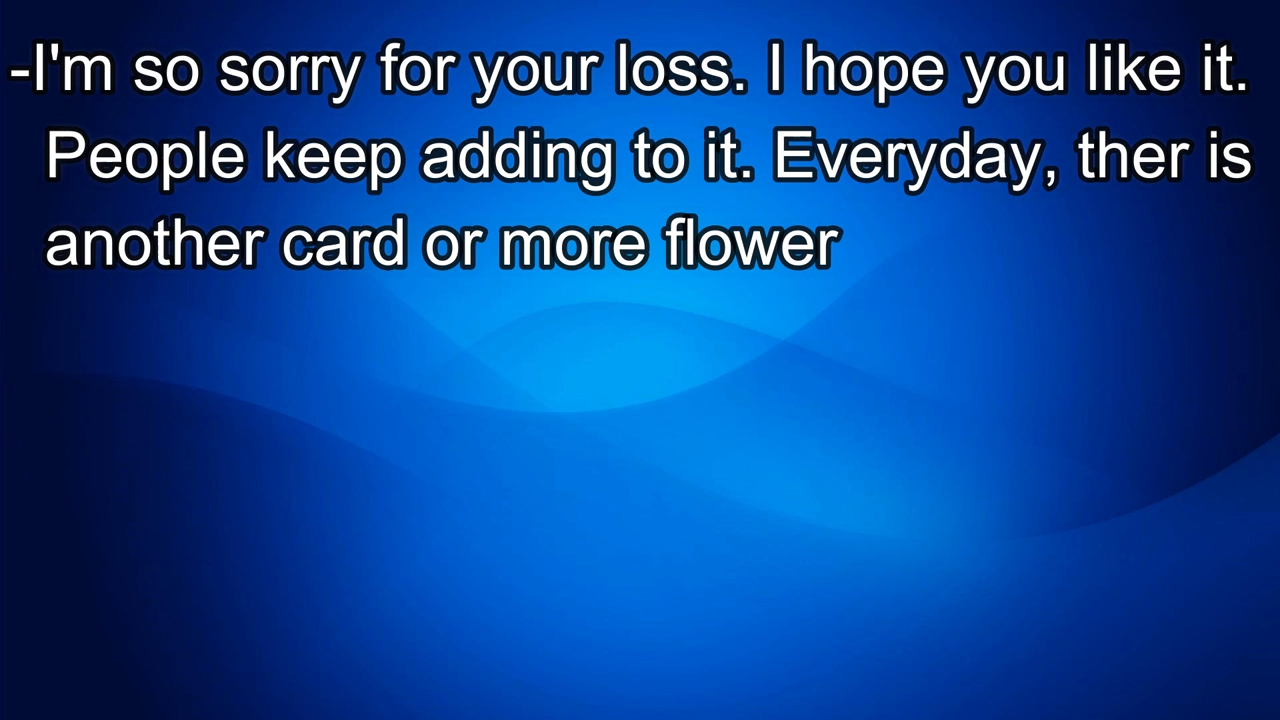 -I'm so sorry for your loss. I hope you like it.
People keep adding to it. Everyday, ther is
another card or more flower